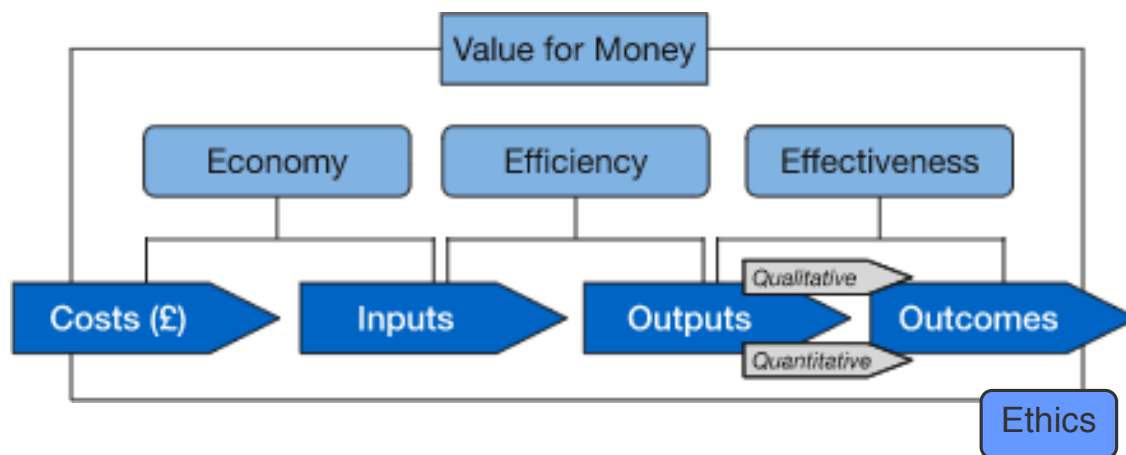 Value for Money
Economy
Efficiency
Effectiveness
Qualitative
Costs (£)
Inputs
Outputs
Outcomes
Quantitative
Ethics